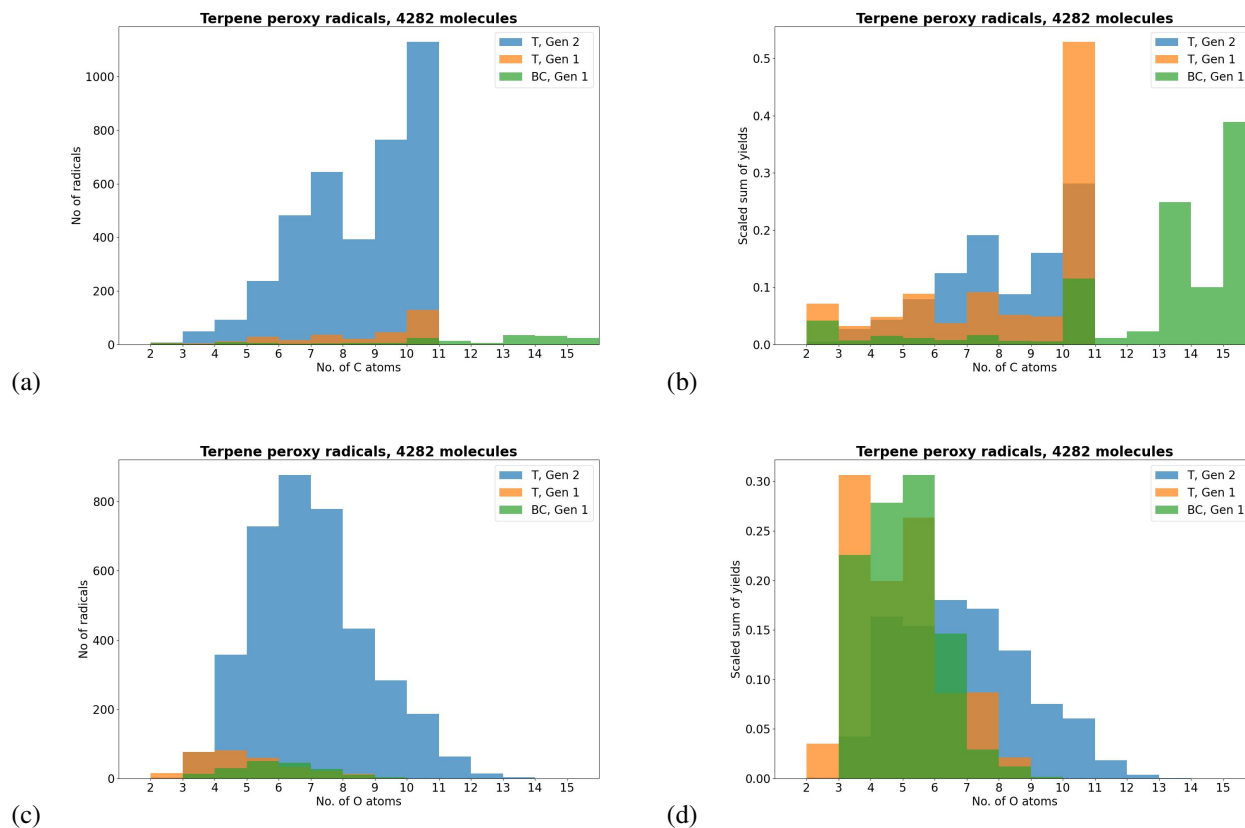 Terpene peroxy radicals, 4282 molecules
T, Gen 2
T, Gen 1
BC, Gen 1
No of radicals
1000
800
600
400
200
0
2 3 4 5 6 7 8 9 10 11 12 13 14 15
No. of C atoms
(a)
Terpene peroxy radicals, 4282 molecules
T, Gen 2
T, Gen 1
BC, Gen 1
Scaled sum of yields
0.5
0.4
0.3
0.2
0.1
0.0
2 3 4 5 6 7 8 9 10 11 12 13 14 15
No. of C atoms
(b)
Terpene peroxy radicals, 4282 molecules
T, Gen 2
T, Gen 1
BC, Gen 1
No of radicals
800
600
400
200
0
2 3 4 5 6 7 8 9 10 11 12 13 14 15
No. of O atoms
(c)
Terpene peroxy radicals, 4282 molecules
T, Gen 2
T, Gen 1
BC, Gen 1
Scaled sum of yields
0.30
0.25
0.20
0.15
0.10
0.05
0.00
2 3 4 5 6 7 8 9 10 11 12 13 14 15
No. of O atoms
(d)